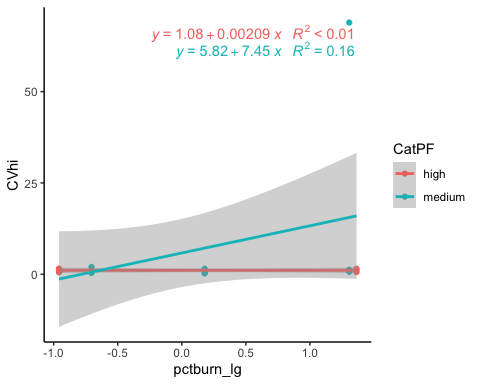 y = 1.08 + 0.00209 x R² < 0.01
y = 5.82 + 7.45 x R² = 0.16
50
25
0
CVhi
-1.0 -0.5 0.0 0.5 1.0
pctburn_lg
CatPF
high
medium